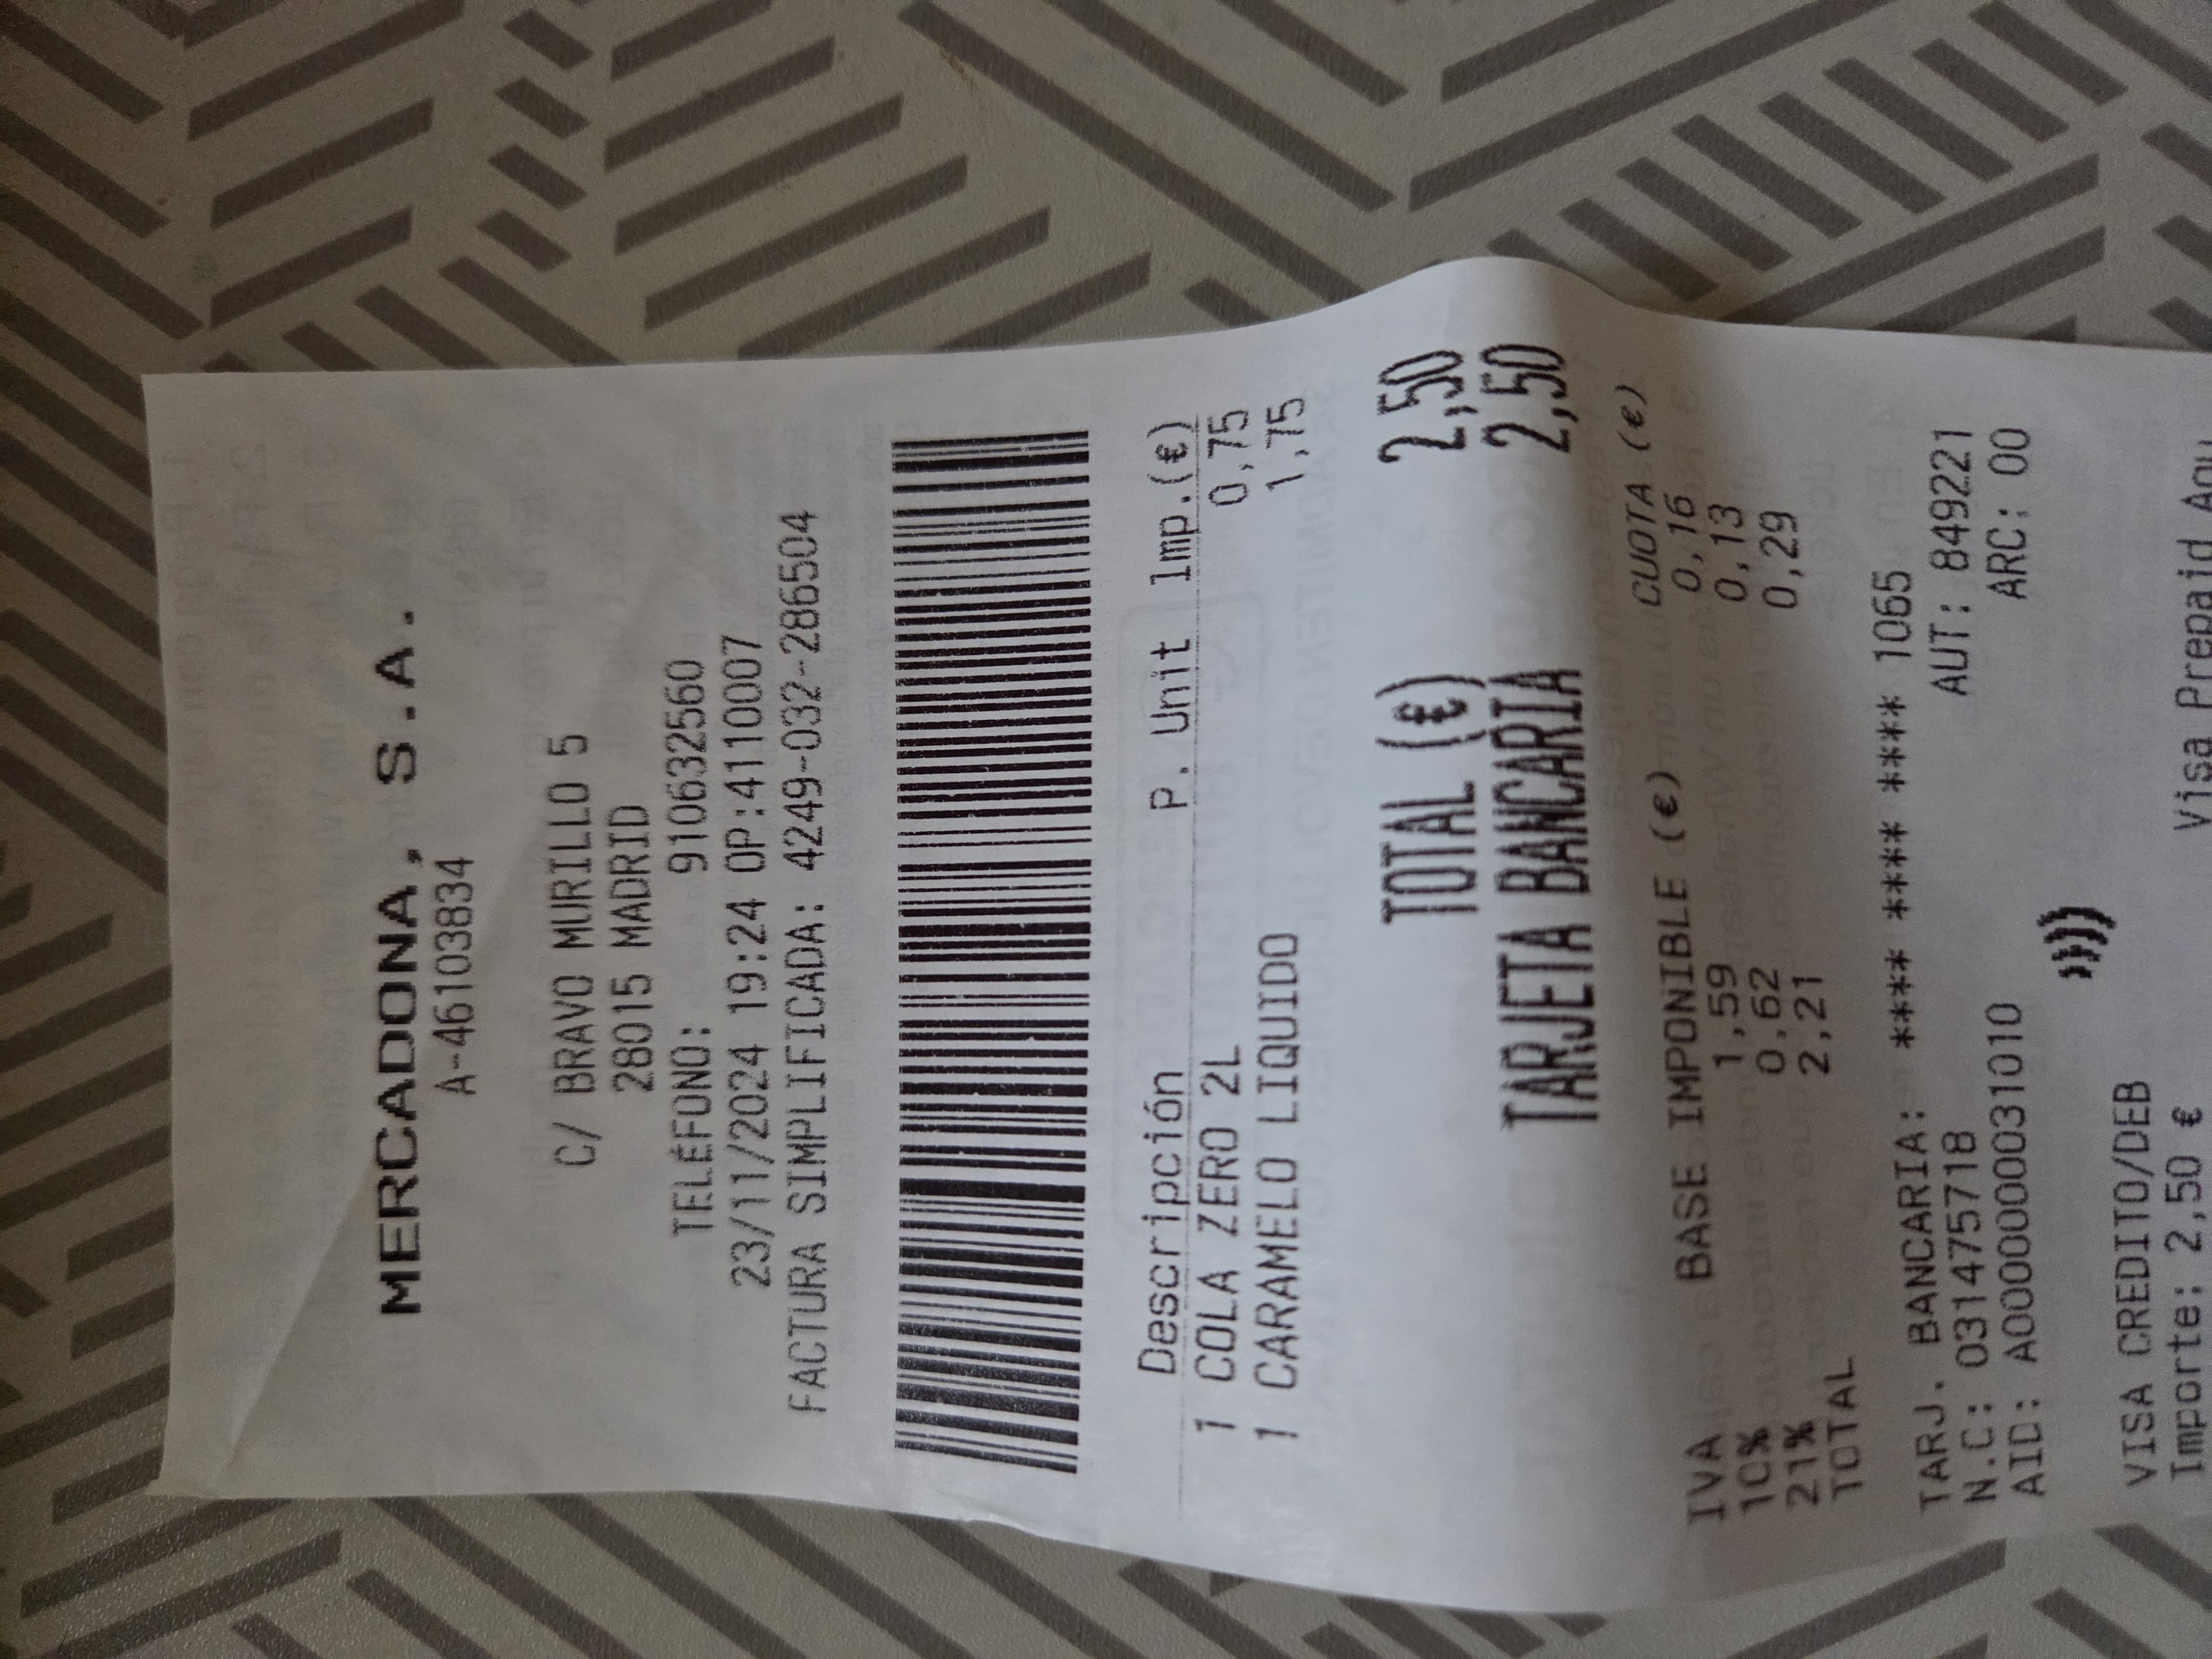 MERCADONA, S.A.
A-46103834
C/ BRAVO MURILLO 5
28015 MADRID
TELÉFONO: 910632560
23/11/2024 19:24 OP:4110007
FACTURA SIMPLIFICADA: 4249-032-286504
Descripción P. Unit Imp.(€)
1 COLA ZERO 2L 0,75
1 CARAMELO LIQUIDO 1,75
TOTAL (€) 2,50
TARJETA BANCARIA 2,50
IVA BASE IMPONIBLE (€) CUOTA (€)
10% 1,59 0,16
21% 0,62 0,13
TOTAL 2,21 0,29
TARJ. BANCARIA: **** **** **** 1065
N.C: 031475718 AUT: 849221
AID: A0000000031010 ARC: 00
VISA CREDITO/DEB
Importe: 2,50 € Visa Prepaid